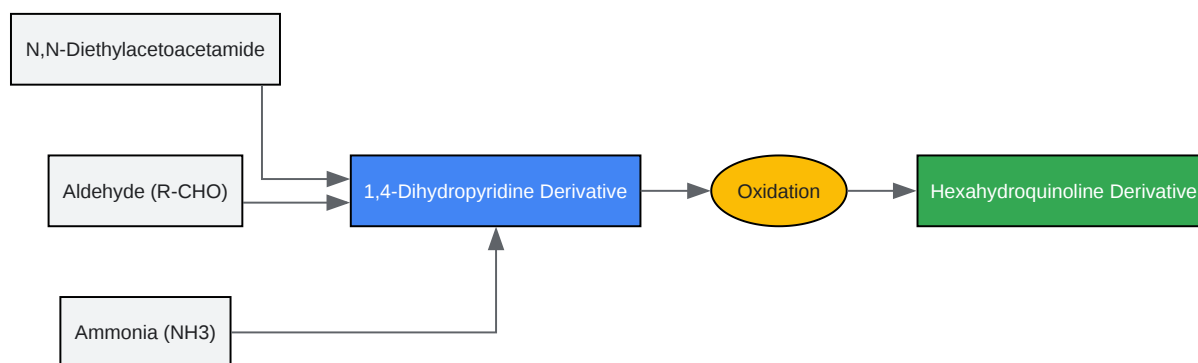 N,N-Diethylacetoacetamide
Aldehyde (R-CHO)
1,4-Dihydropyridine Derivative
Oxidation
Hexahydroquinoline Derivative
Ammonia (NH3)